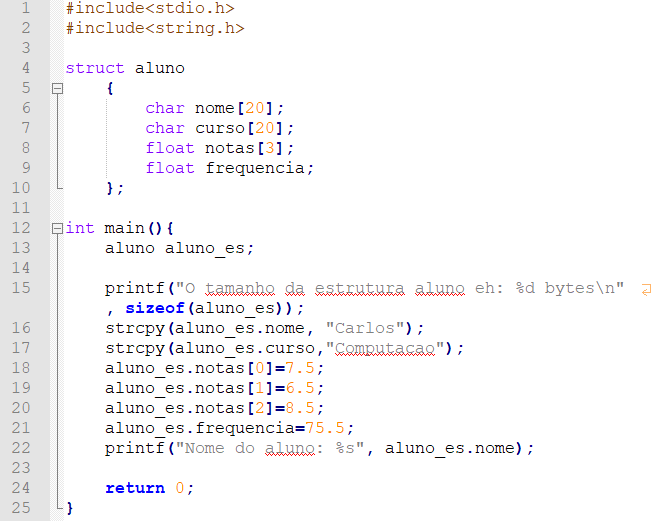 1 #include<stdio.h>
2 #include<string.h>
3
4 struct aluno
5 {
6 char nome[20];
7 char curso[20];
8 float notas[3];
9 float frequencia;
10 };
11
12 int main(){
13 aluno aluno_es;
14
15 printf("O tamanho da estrutura aluno eh: %d bytes\n"
, sizeof(aluno_es));
16 strcpy(aluno_es.nome, "Carlos");
17 strcpy(aluno_es.curso,"Computacao");
18 aluno_es.notas[0]=7.5;
19 aluno_es.notas[1]=6.5;
20 aluno_es.notas[2]=8.5;
21 aluno_es.frequencia=75.5;
22 printf("Nome do aluno: %s", aluno_es.nome);
23
24 return 0;
25 }